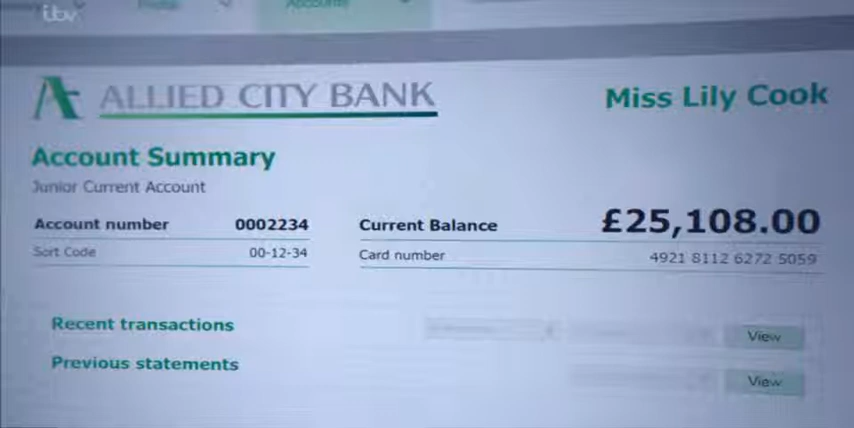 itv
ALLIED CITY BANK
Miss Lily Cook
Account Summary
Junior Current Account
Account number 0002234
Current Balance £25,108.00
Sort Code 00-12-34
Card number 4921 8112 6272 5059
Recent transactions
View
Previous statements
View